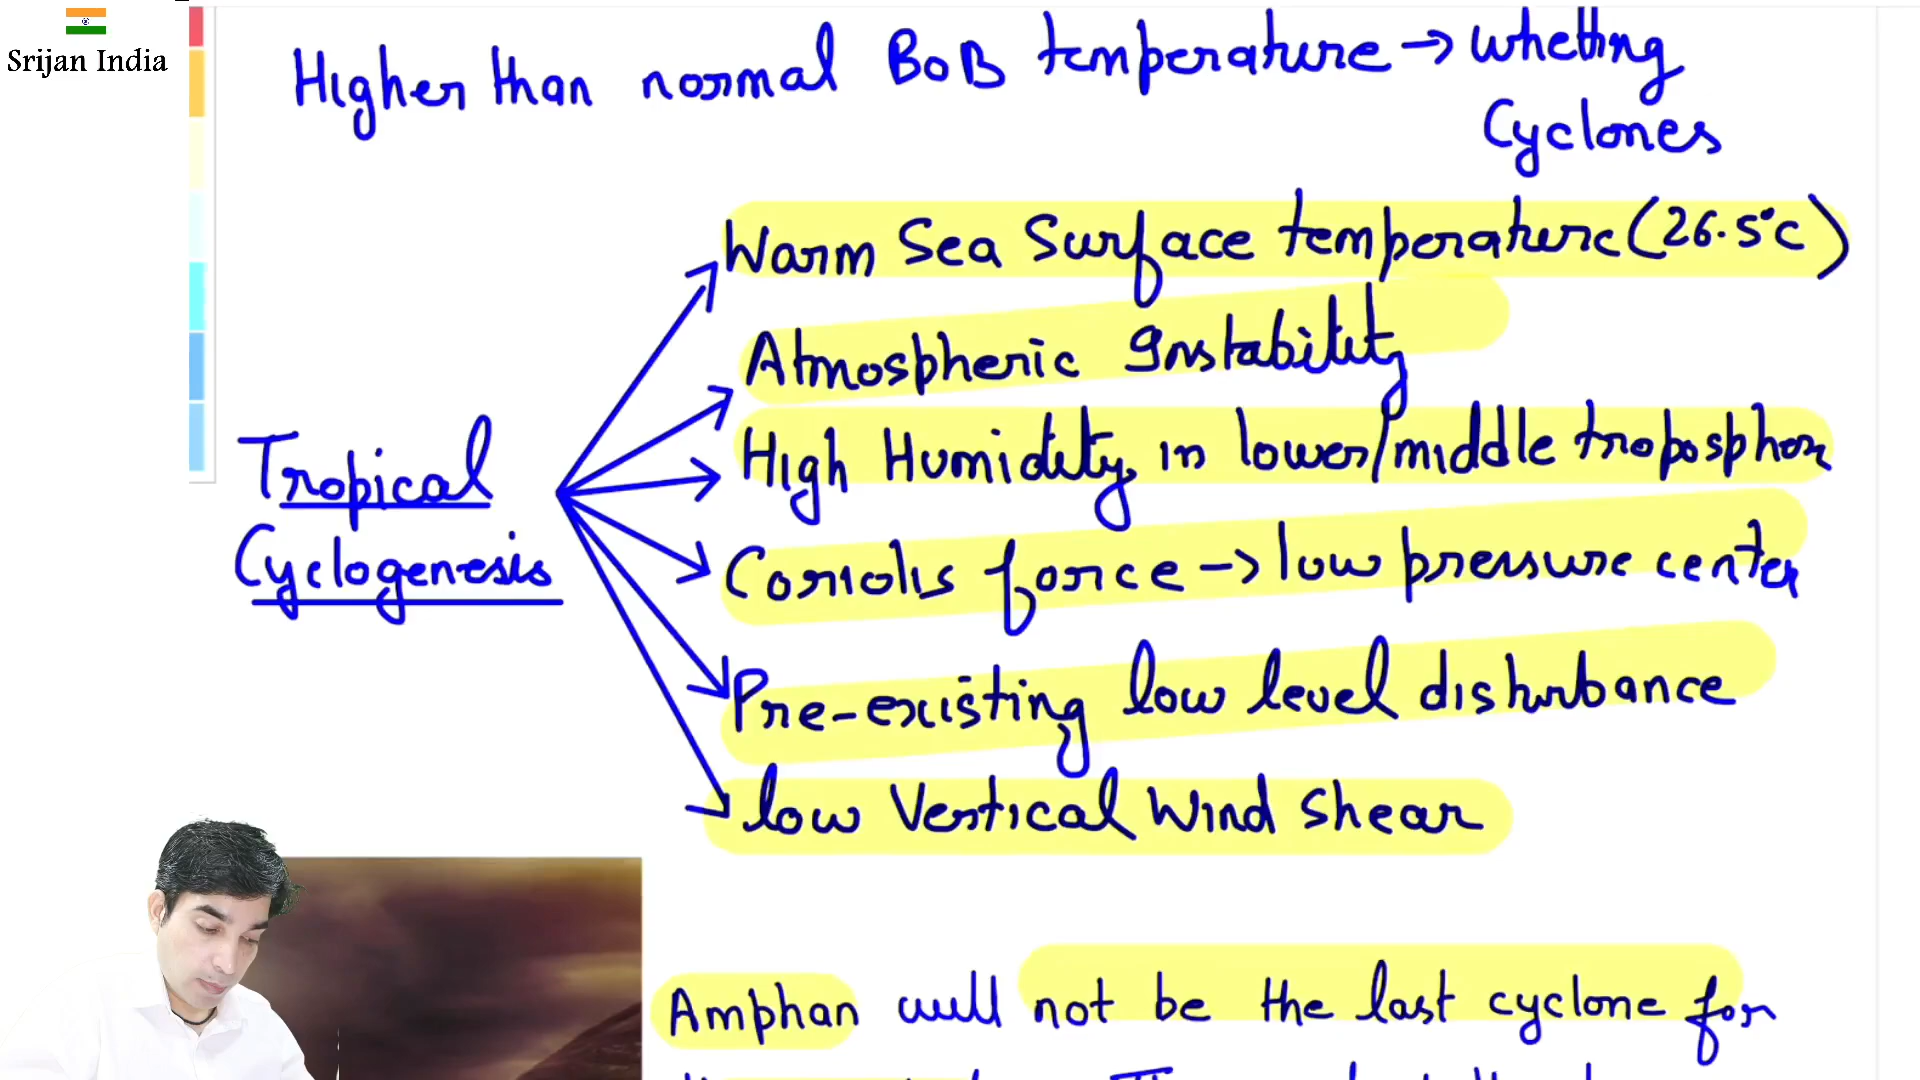 Srijan India
Higher than normal BoB temperature → whetting
Cyclones
Warm Sea Surface temperature (26.5°C)
Atmospheric Instability
High Humidity in lower/middle troposphere
Tropical
Cyclogenesis
Coriolis force → low pressure center
Pre-existing low level disturbance
low Vertical Wind Shear
Amphan will not be the last cyclone for